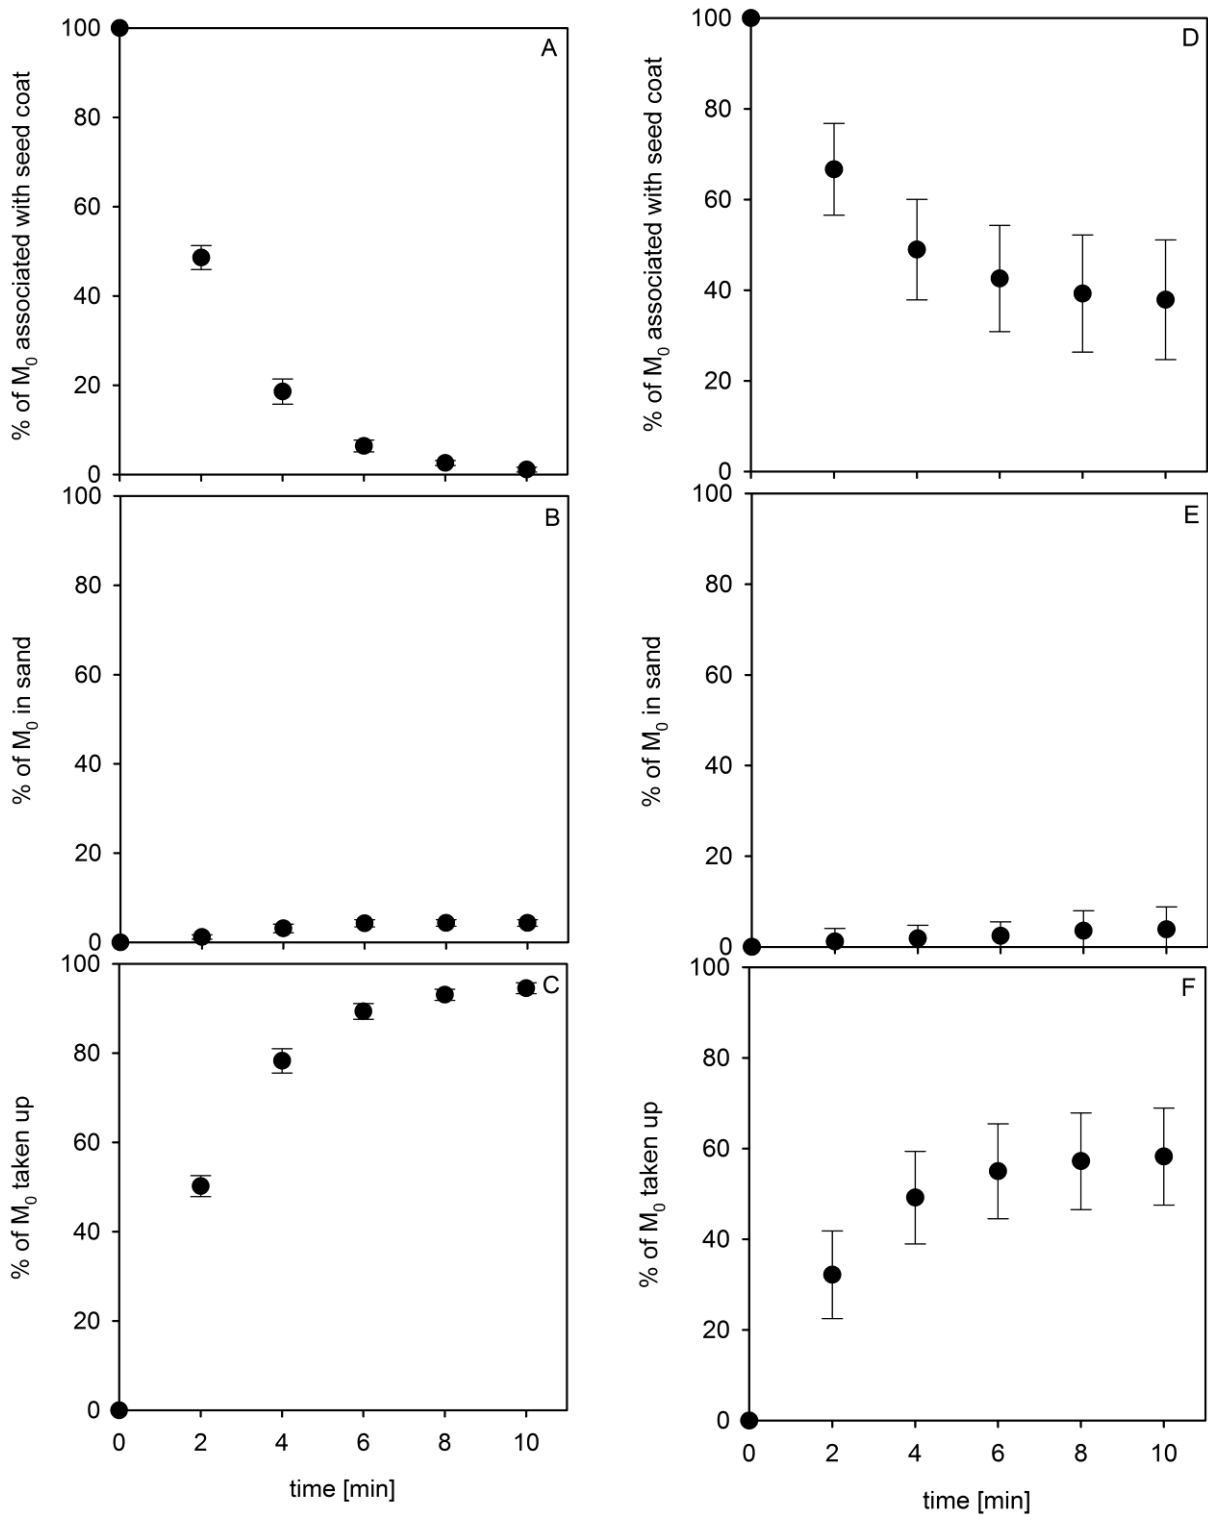 A
% of M0 associated with seed coat
100
80
60
40
20
0
B
% of M0 in sand
100
80
60
40
20
0
C
% of M0 taken up
100
80
60
40
20
0
0 2 4 6 8 10
time [min]
D
% of M0 associated with seed coat
100
80
60
40
20
0
E
% of M0 in sand
100
80
60
40
20
0
F
% of M0 taken up
100
80
60
40
20
0
0 2 4 6 8 10
time [min]